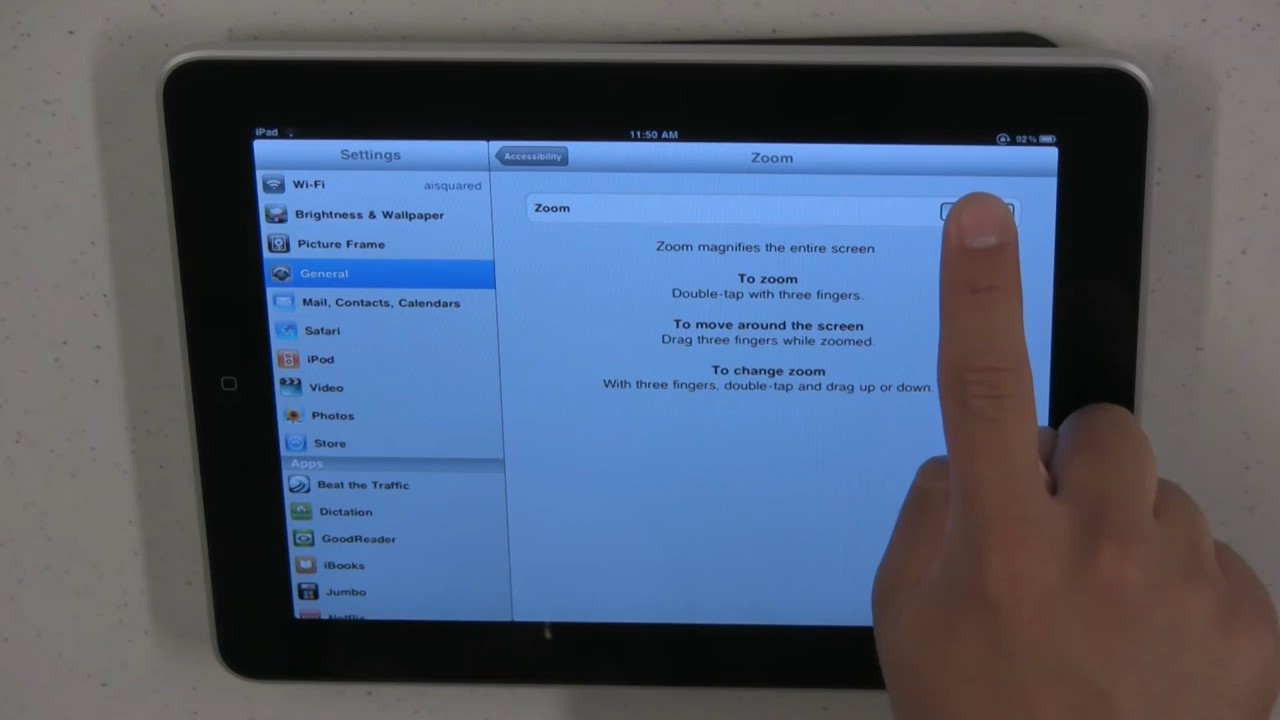 iPad
11:50 AM
92%
Settings
Accessibility
Zoom
Wi-Fi
aisquared
Brightness & Wallpaper
Picture Frame
General
Mail, Contacts, Calendars
Safari
iPod
Video
Photos
Store
Apps
Beat the Traffic
Dictation
GoodReader
iBooks
Jumbo
Netflix
Zoom
Zoom magnifies the entire screen.
To zoom
Double-tap with three fingers.
To move around the screen
Drag three fingers while zoomed.
To change zoom
With three fingers, double-tap and drag up or down.